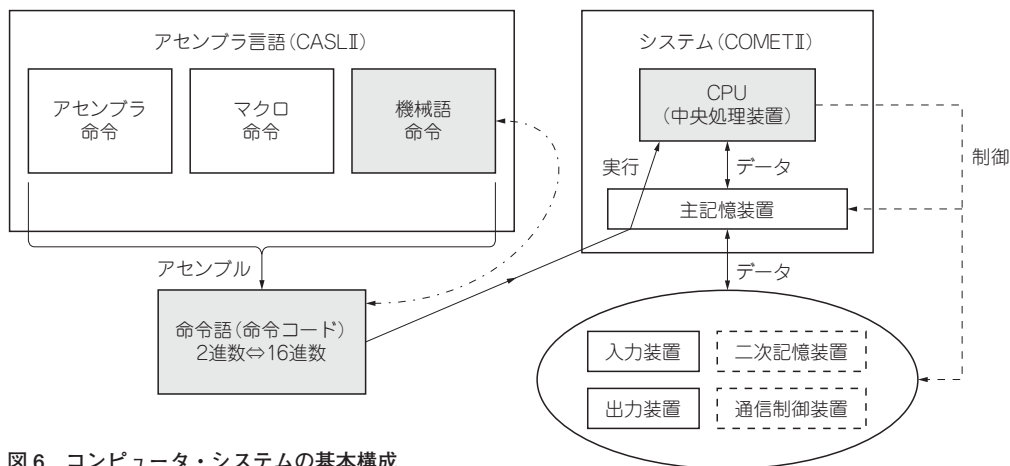 アセンブラ言語(CASLⅡ)
アセンブラ
命令
マクロ
命令
機械語
命令
アセンブル
命令語(命令コード)
2進数⇔16進数
システム(COMETⅡ)
CPU
(中央処理装置)
制御
実行
データ
主記憶装置
データ
入力装置
二次記憶装置
出力装置
通信制御装置
図6 コンピュータ・システムの基本構成